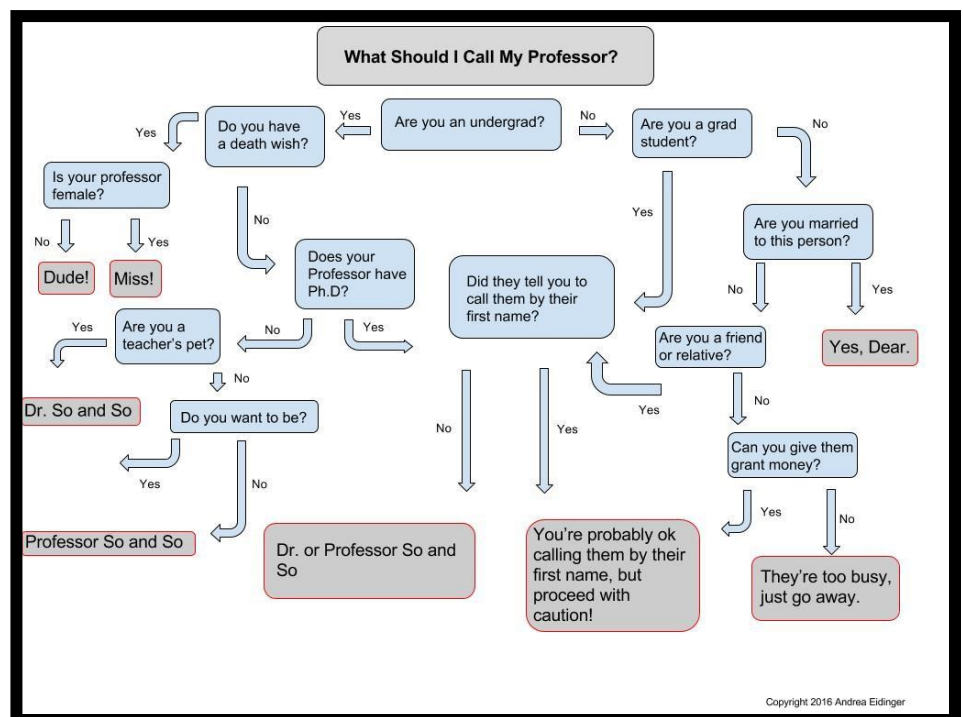 What Should I Call My Professor?
Are you an undergrad?
Yes
No
Do you have
a death wish?
Are you a grad
student?
Yes
No
Is your professor
female?
No
Yes
Are you married
to this person?
No
Yes
Dude!
Miss!
Does your
Professor have
Ph.D?
Did they tell you to
call them by their
first name?
No
Yes
Are you a
teacher's pet?
Yes
No
Yes
Are you a friend
or relative?
Yes, Dear.
No
Yes
No
Dr. So and So
Do you want to be?
No
Yes
Can you give them
grant money?
Yes
No
Yes
No
Professor So and So
Dr. or Professor So and
So
You're probably ok
calling them by their
first name, but
proceed with
caution!
They're too busy,
just go away.
Copyright 2016 Andrea Eidinger